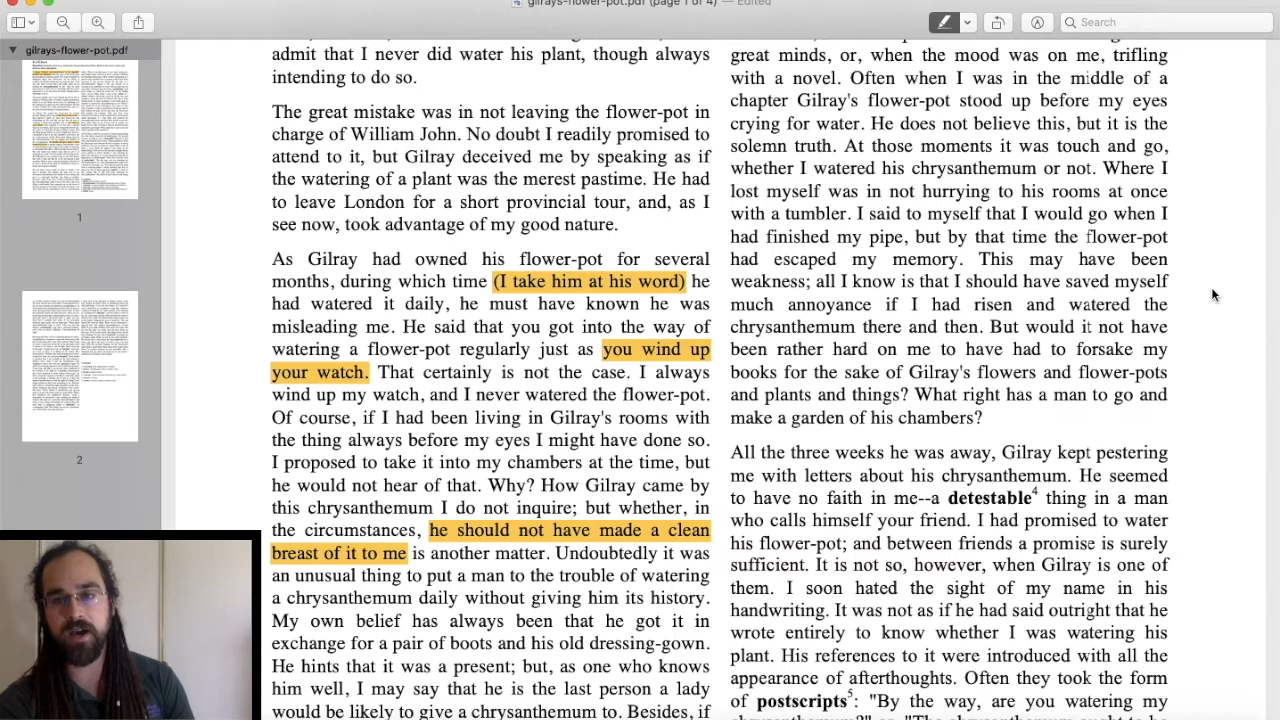 gilrays-flower-pot.pdf (page 1 of 4) — Edited
Search
gilrays-flower-pot.pdf
1
2
admit that I never did water his plant, though always
intending to do so.
The great mistake was in not leaving the flower-pot in
charge of William John. No doubt I readily promised to
attend to it, but Gilray deceived me by speaking as if
the watering of a plant was the merest pastime. He had
to leave London for a short provincial tour, and, as I
see now, took advantage of my good nature.
As Gilray had owned his flower-pot for several
months, during which time (I take him at his word) he
had watered it daily, he must have known he was
misleading me. He said that you got into the way of
watering a flower-pot regularly just as you wind up
your watch. That certainly is not the case. I always
wind up my watch, and I never watered the flower-pot.
Of course, if I had been living in Gilray's rooms with
the thing always before my eyes I might have done so.
I proposed to take it into my chambers at the time, but
he would not hear of that. Why? How Gilray came by
this chrysanthemum I do not inquire; but whether, in
the circumstances, he should not have made a clean
breast of it to me is another matter. Undoubtedly it was
an unusual thing to put a man to the trouble of watering
a chrysanthemum daily without giving him its history.
My own belief has always been that he got it in
exchange for a pair of boots and his old dressing-gown.
He hints that it was a present; but, as one who knows
him well, I may say that he is the last person a lady
would be likely to give a chrysanthemum to. Besides, if
great minds, or, when the mood was on me, trifling
with a novel. Often when I was in the middle of a
chapter Gilray's flower-pot stood up before my eyes
crying for water. He does not believe this, but it is the
solemn truth. At those moments it was touch and go,
whether I watered his chrysanthemum or not. Where I
lost myself was in not hurrying to his rooms at once
with a tumbler. I said to myself that I would go when I
had finished my pipe, but by that time the flower-pot
had escaped my memory. This may have been
weakness; all I know is that I should have saved myself
much annoyance if I had risen and watered the
chrysanthemum there and then. But would it not have
been rather hard on me to have had to forsake my
books for the sake of Gilray's flowers and flower-pots
and plants and things? What right has a man to go and
make a garden of his chambers?
All the three weeks he was away, Gilray kept pestering
me with letters about his chrysanthemum. He seemed
to have no faith in me--a detestable4 thing in a man
who calls himself your friend. I had promised to water
his flower-pot; and between friends a promise is surely
sufficient. It is not so, however, when Gilray is one of
them. I soon hated the sight of my name in his
handwriting. It was not as if he had said outright that he
wrote entirely to know whether I was watering his
plant. His references to it were introduced with all the
appearance of afterthoughts. Often they took the form
of postscripts5: "By the way, are you watering my
chrysanthemum?" or, "The chrysanthemum ought to be